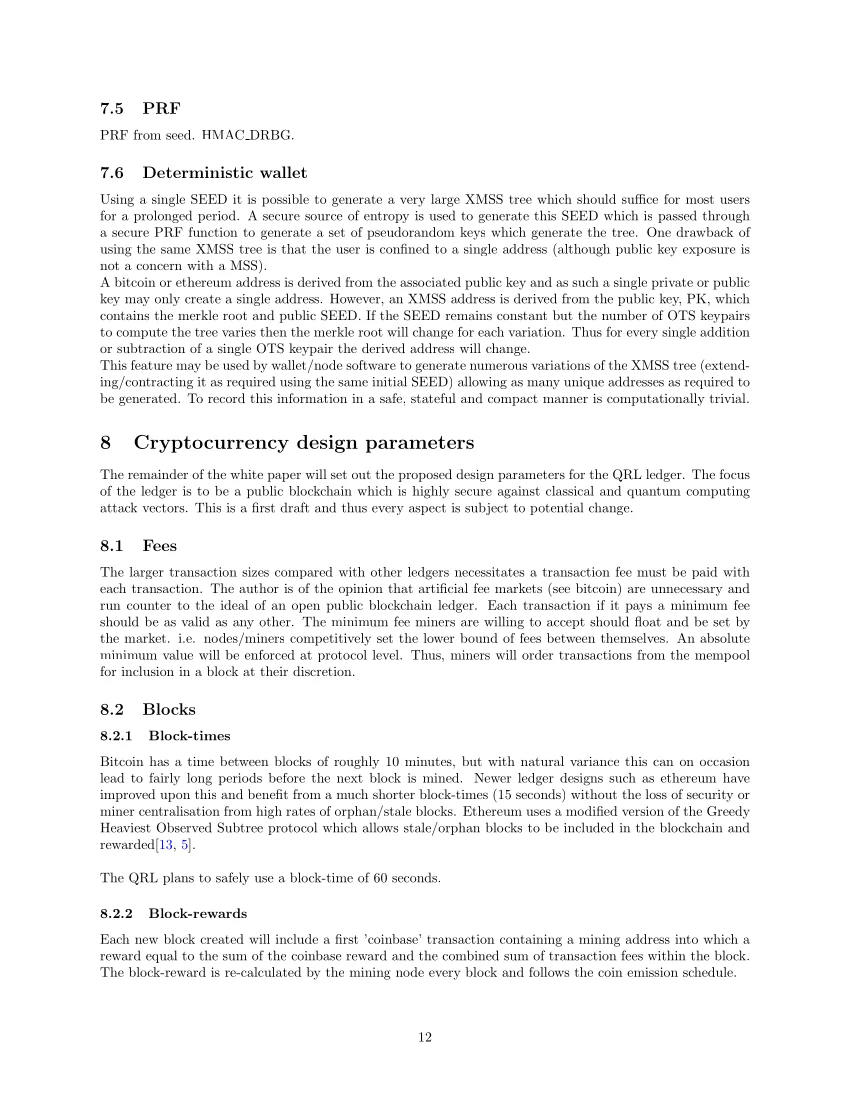 7.5 PRF
PRF from seed. HMAC_DRBG.
7.6 Deterministic wallet
Using a single SEED it is possible to generate a very large XMSS tree which should suffice for most users
for a prolonged period. A secure source of entropy is used to generate this SEED which is passed through
a secure PRF function to generate a set of pseudorandom keys which generate the tree. One drawback of
using the same XMSS tree is that the user is confined to a single address (although public key exposure is
not a concern with a MSS).
A bitcoin or ethereum address is derived from the associated public key and as such a single private or public
key may only create a single address. However, an XMSS address is derived from the public key, PK, which
contains the merkle root and public SEED. If the SEED remains constant but the number of OTS keypairs
to compute the tree varies then the merkle root will change for each variation. Thus for every single addition
or subtraction of a single OTS keypair the derived address will change.
This feature may be used by wallet/node software to generate numerous variations of the XMSS tree (extend-
ing/contracting it as required using the same initial SEED) allowing as many unique addresses as required to
be generated. To record this information in a safe, stateful and compact manner is computationally trivial.
8 Cryptocurrency design parameters
The remainder of the white paper will set out the proposed design parameters for the QRL ledger. The focus
of the ledger is to be a public blockchain which is highly secure against classical and quantum computing
attack vectors. This is a first draft and thus every aspect is subject to potential change.
8.1 Fees
The larger transaction sizes compared with other ledgers necessitates a transaction fee must be paid with
each transaction. The author is of the opinion that artificial fee markets (see bitcoin) are unnecessary and
run counter to the ideal of an open public blockchain ledger. Each transaction if it pays a minimum fee
should be as valid as any other. The minimum fee miners are willing to accept should float and be set by
the market. i.e. nodes/miners competitively set the lower bound of fees between themselves. An absolute
minimum value will be enforced at protocol level. Thus, miners will order transactions from the mempool
for inclusion in a block at their discretion.
8.2 Blocks
8.2.1 Block-times
Bitcoin has a time between blocks of roughly 10 minutes, but with natural variance this can on occasion
lead to fairly long periods before the next block is mined. Newer ledger designs such as ethereum have
improved upon this and benefit from a much shorter block-times (15 seconds) without the loss of security or
miner centralisation from high rates of orphan/stale blocks. Ethereum uses a modified version of the Greedy
Heaviest Observed Subtree protocol which allows stale/orphan blocks to be included in the blockchain and
rewarded[13, 5].
The QRL plans to safely use a block-time of 60 seconds.
8.2.2 Block-rewards
Each new block created will include a first 'coinbase' transaction containing a mining address into which a
reward equal to the sum of the coinbase reward and the combined sum of transaction fees within the block.
The block-reward is re-calculated by the mining node every block and follows the coin emission schedule.
12